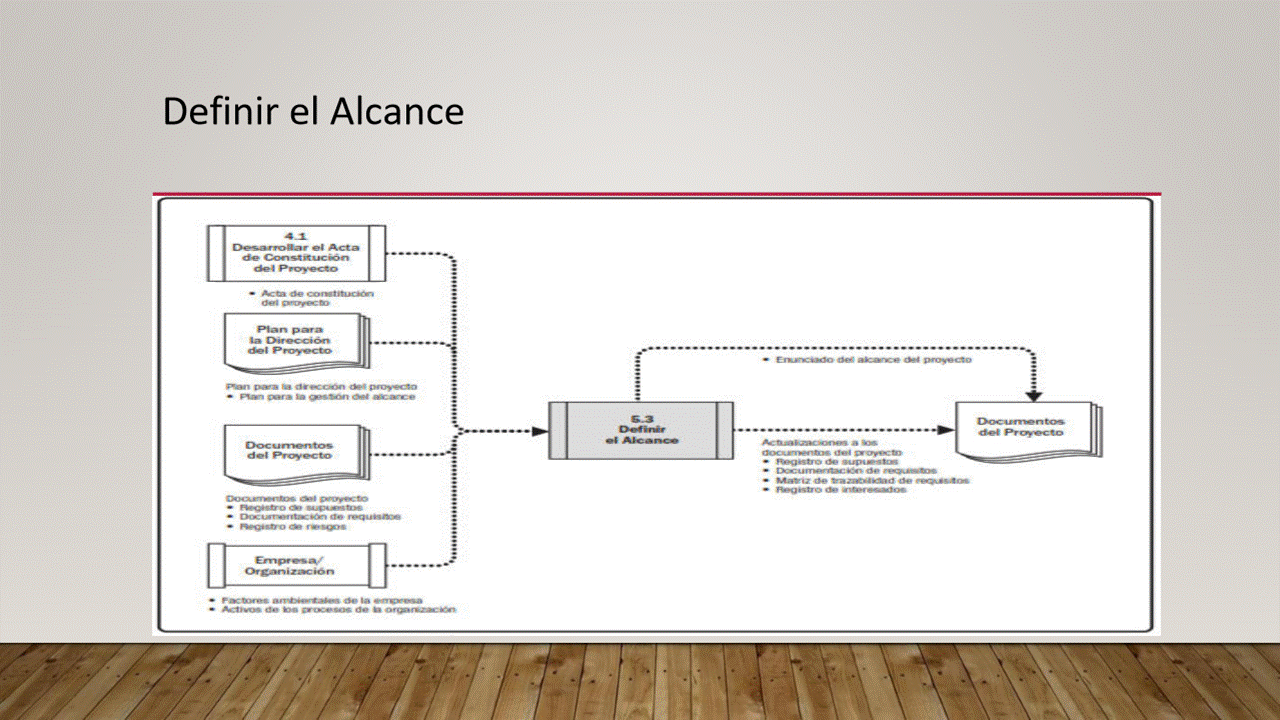 Definir el Alcance
4.1
Desarrollar el Acta
de Constitución
del Proyecto
• Acta de constitución
del proyecto
Plan para
la Dirección
del Proyecto
Plan para la dirección del proyecto
• Plan para la gestión del alcance
Documentos
del Proyecto
Documentos del proyecto
• Registro de supuestos
• Documentación de requisitos
• Registro de riesgos
Empresa/
Organización
• Factores ambientales de la empresa
• Activos de los procesos de la organización
5.3
Definir
el Alcance
• Enunciado del alcance del proyecto
Actualizaciones a los
documentos del proyecto
• Registro de supuestos
• Documentación de requisitos
• Matriz de trazabilidad de requisitos
• Registro de interesados
Documentos
del Proyecto